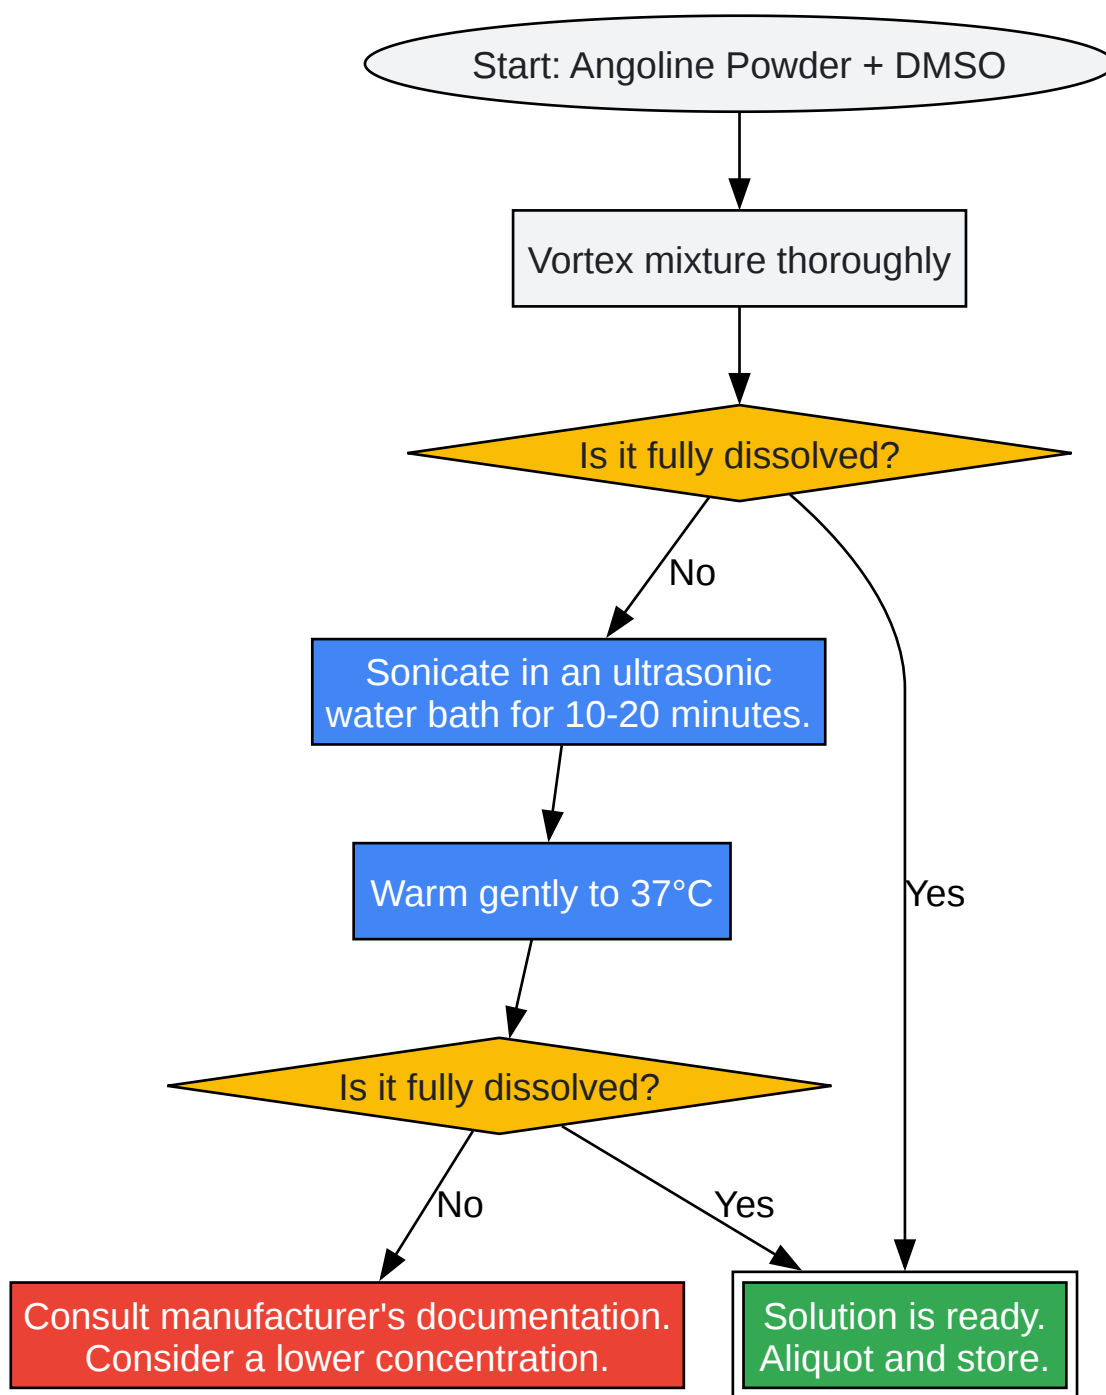 Start: Angoline Powder + DMSO
Vortex mixture thoroughly
Is it fully dissolved?
No
Sonicate in an ultrasonic
water bath for 10-20 minutes.
Warm gently to 37°C
Yes
Is it fully dissolved?
No
Yes
Consult manufacturer's documentation.
Consider a lower concentration.
Solution is ready.
Aliquot and store.